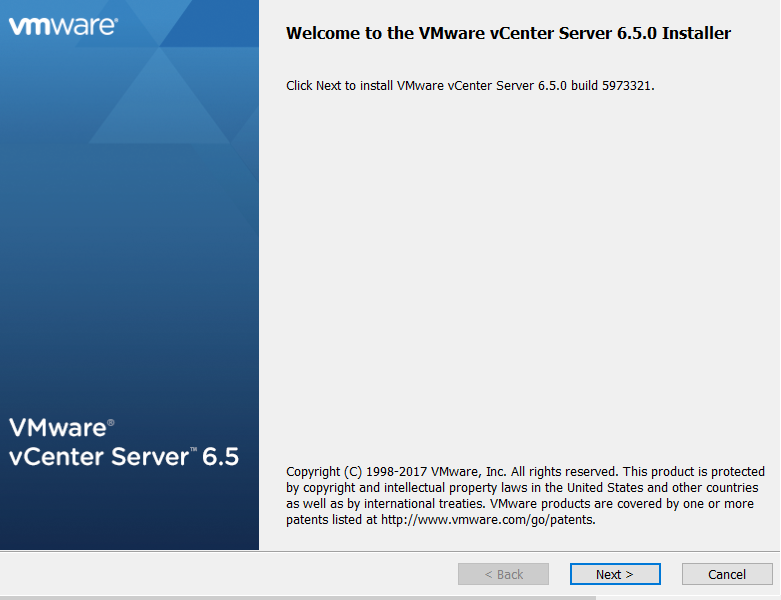 vmware®
Welcome to the VMware vCenter Server 6.5.0 Installer
Click Next to install VMware vCenter Server 6.5.0 build 5973321.
VMware®
vCenter Server™ 6.5
Copyright (C) 1998-2017 VMware, Inc. All rights reserved. This product is protected
by copyright and intellectual property laws in the United States and other countries
as well as by international treaties. VMware products are covered by one or more
patents listed at http://www.vmware.com/go/patents.
< Back
Next >
Cancel